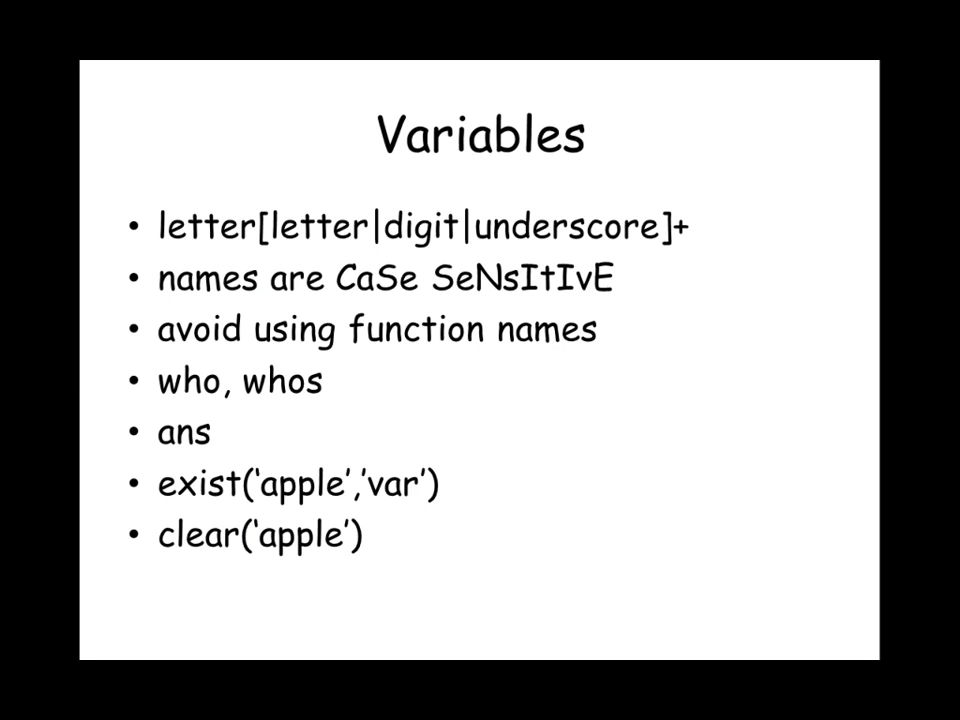 Variables
• letter[letter|digit|underscore]+
• names are CaSe SeNsItIvE
• avoid using function names
• who, whos
• ans
• exist(‘apple’,’var’)
• clear(‘apple’)